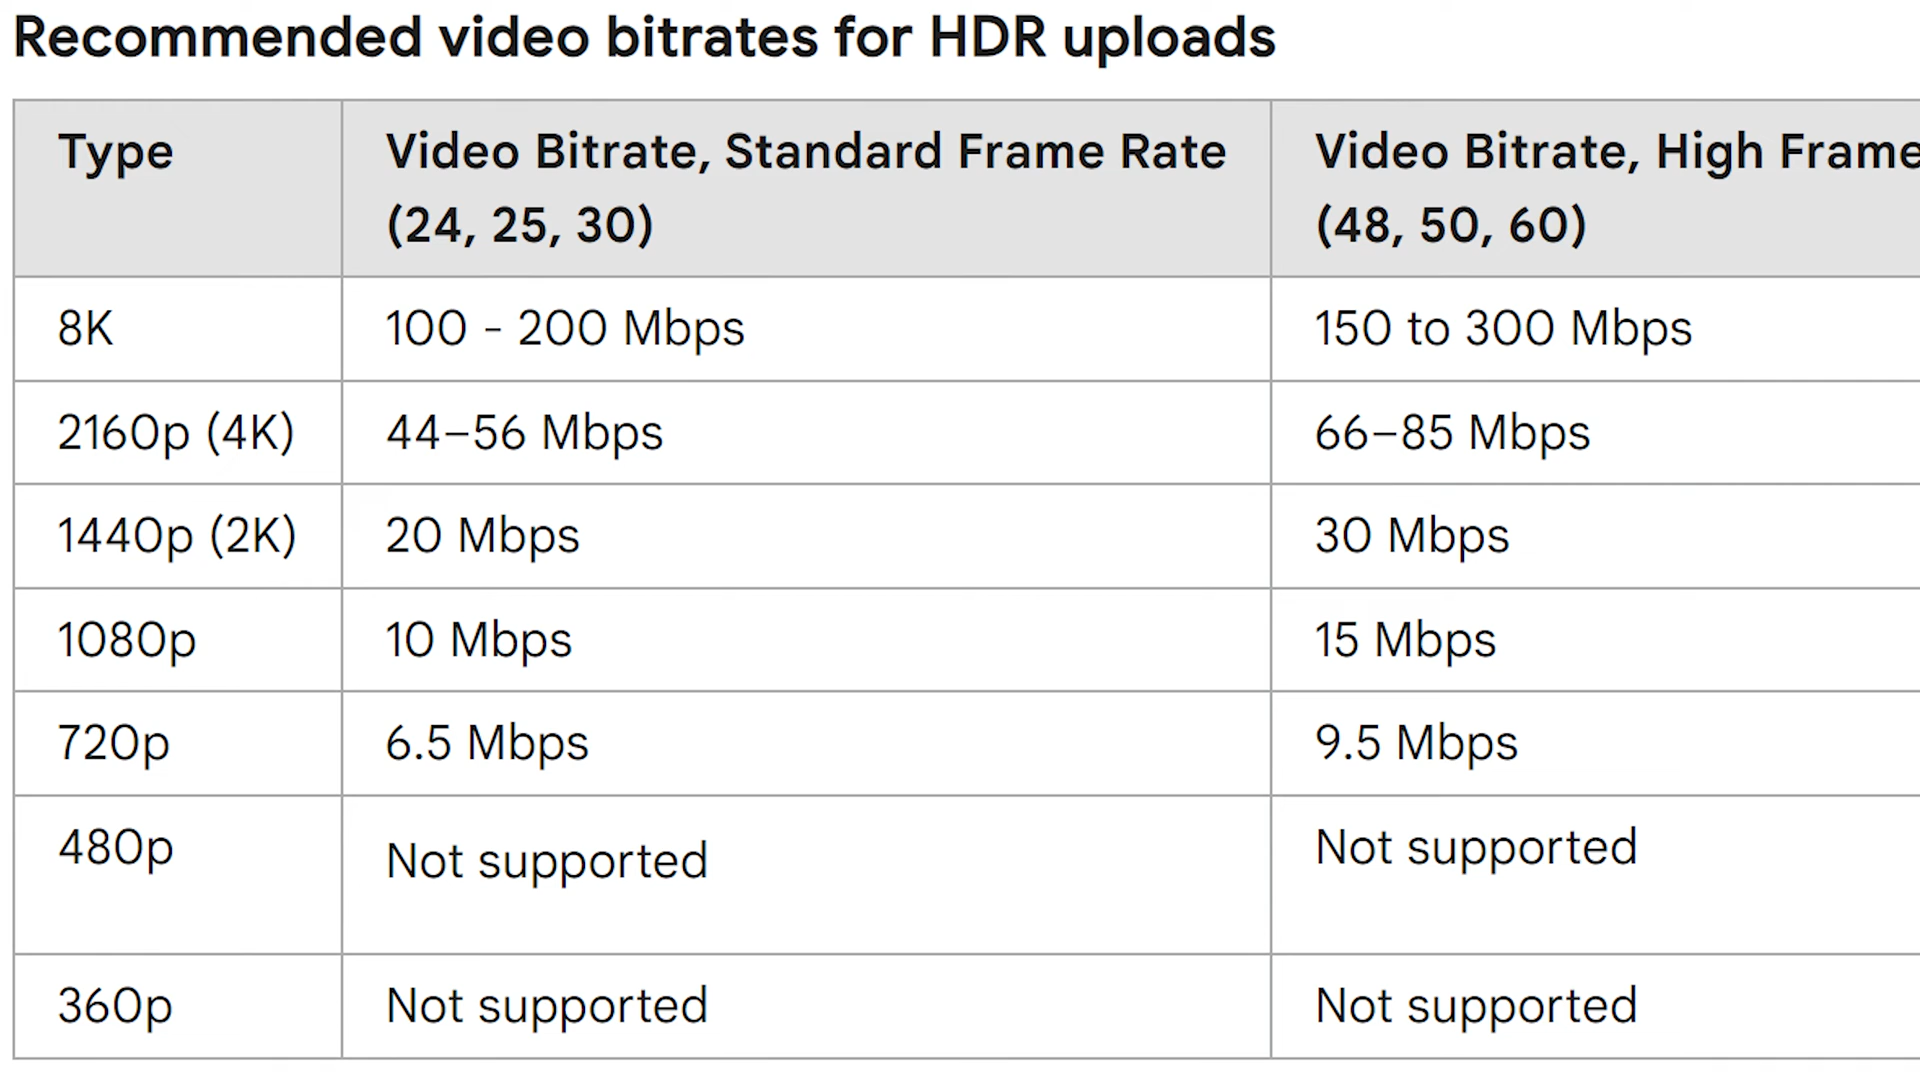 Recommended video bitrates for HDR uploads
Type
Video Bitrate, Standard Frame Rate
(24, 25, 30)
Video Bitrate, High Frame
(48, 50, 60)
8K
100 - 200 Mbps
150 to 300 Mbps
2160p (4K)
44–56 Mbps
66–85 Mbps
1440p (2K)
20 Mbps
30 Mbps
1080p
10 Mbps
15 Mbps
720p
6.5 Mbps
9.5 Mbps
480p
Not supported
Not supported
360p
Not supported
Not supported